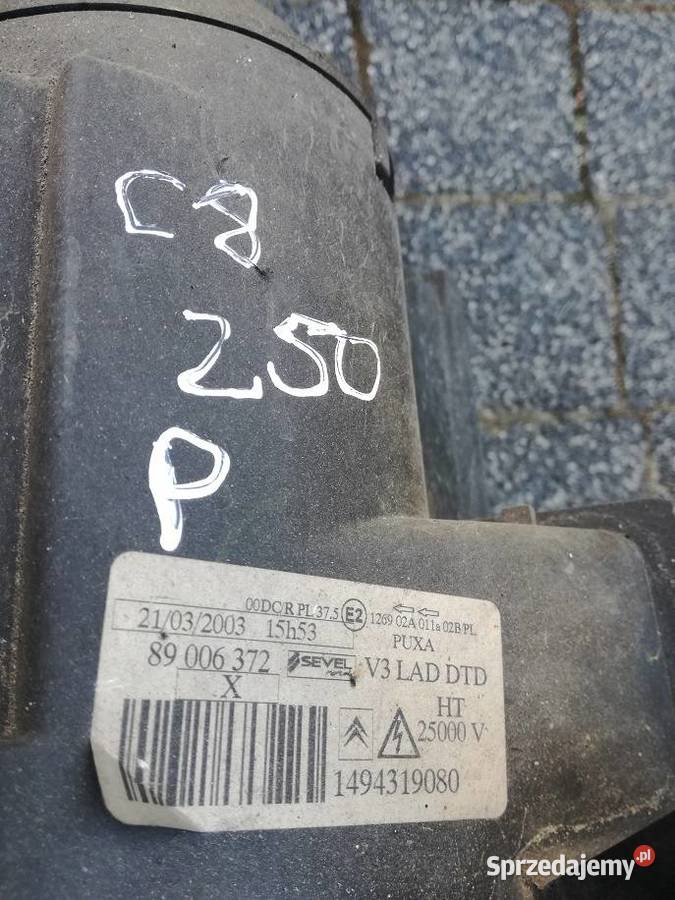 C8
250
P
00DC/R PL 37.5 E2 1269 02A 011a 02B/PL
21/03/2003 15h53 PUXA
89 006 372 SEVEL V3 LAD DTD
X
HT
25000 V
1494319080
Sprzedajemy.pl